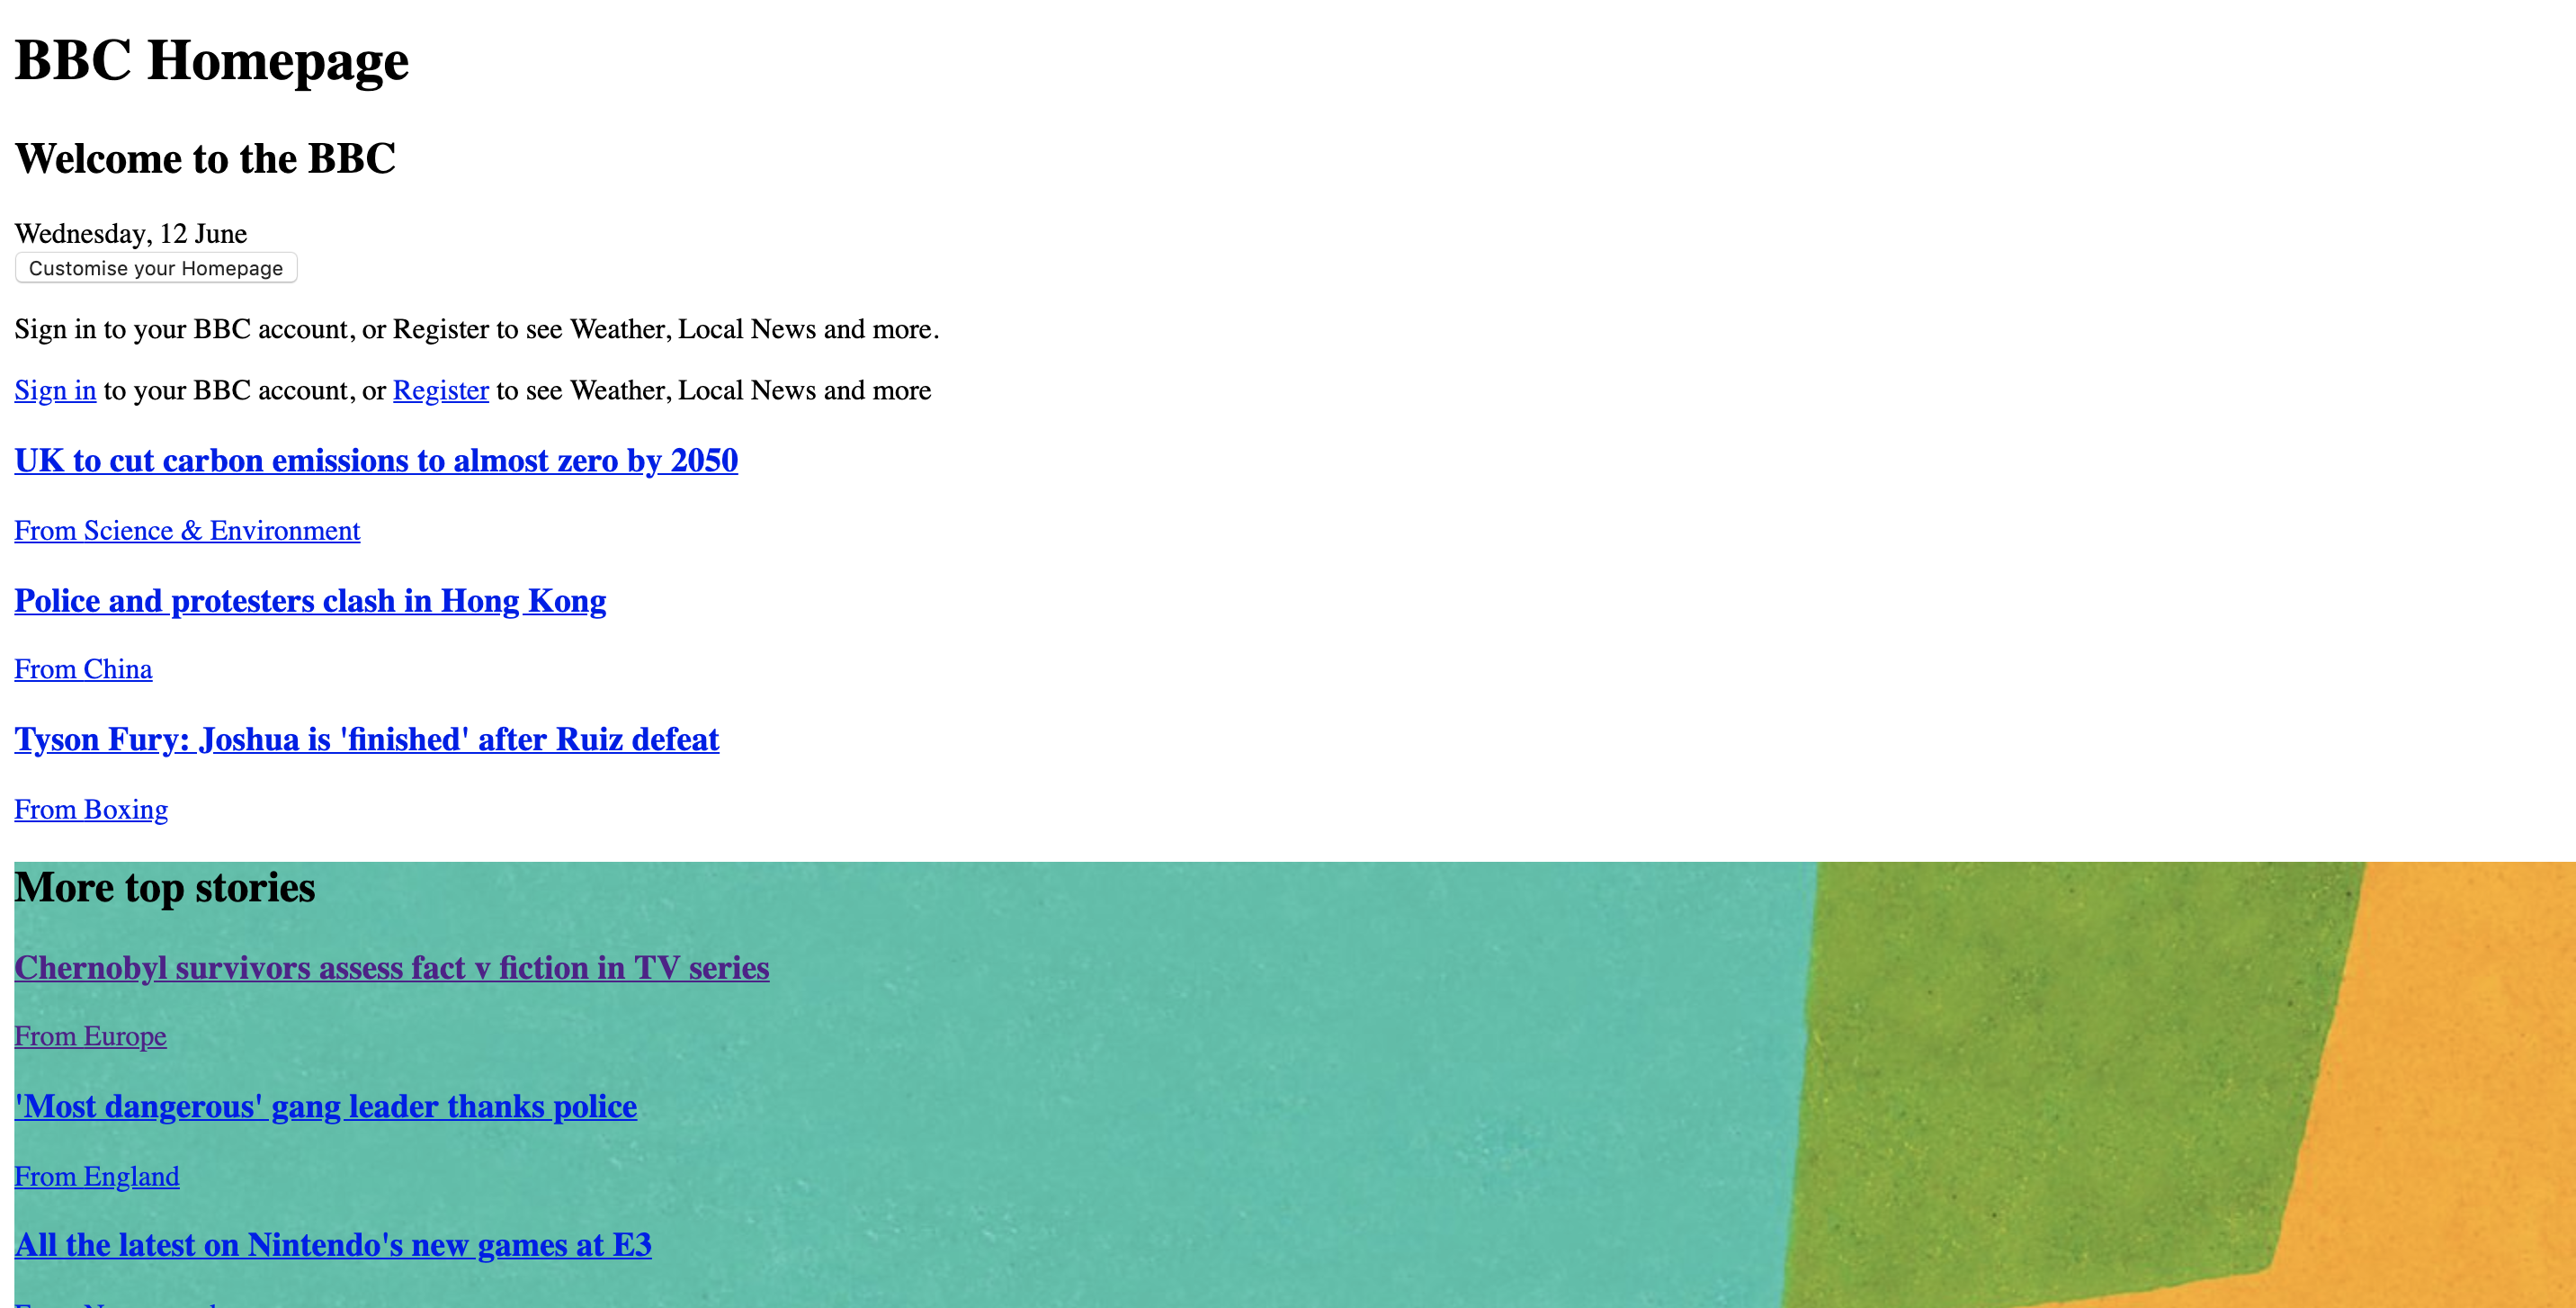 BBC Homepage
Welcome to the BBC
Wednesday, 12 June
Customise your Homepage
Sign in to your BBC account, or Register to see Weather, Local News and more.
Sign in to your BBC account, or Register to see Weather, Local News and more
UK to cut carbon emissions to almost zero by 2050
From Science & Environment
Police and protesters clash in Hong Kong
From China
Tyson Fury: Joshua is 'finished' after Ruiz defeat
From Boxing
More top stories
Chernobyl survivors assess fact v fiction in TV series
From Europe
'Most dangerous' gang leader thanks police
From England
All the latest on Nintendo's new games at E3